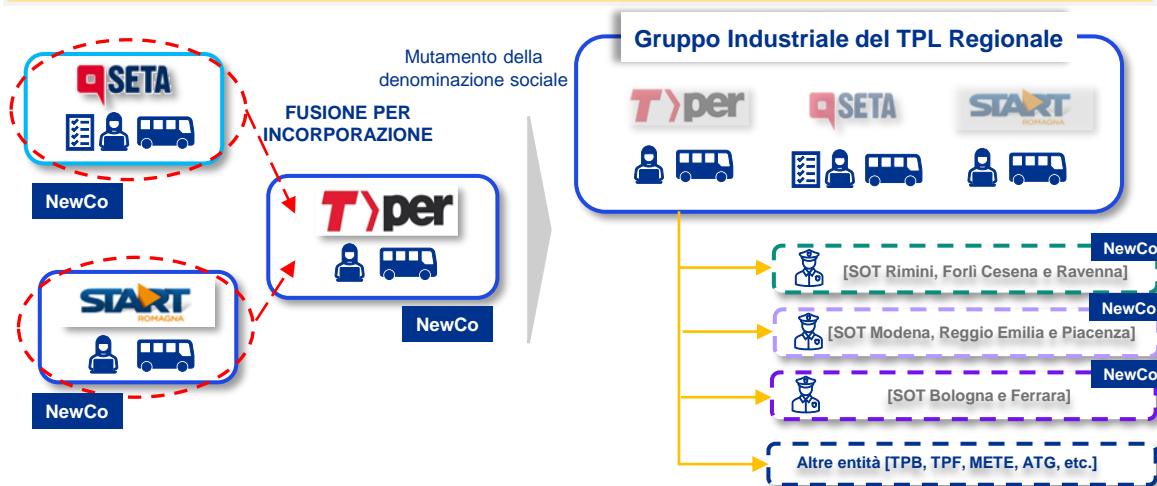 SETA
NewCo
FUSIONE PER
INCORPORAZIONE
T>per
NewCo
START
ROMAGNA
NewCo
Mutamento della
denominazione sociale
Gruppo Industriale del TPL Regionale
T>per
SETA
START
ROMAGNA
NewCo
[SOT Rimini, Forlì Cesena e Ravenna]
NewCo
[SOT Modena, Reggio Emilia e Piacenza]
NewCo
[SOT Bologna e Ferrara]
Altre entità [TPB, TPF, METE, ATG, etc.]